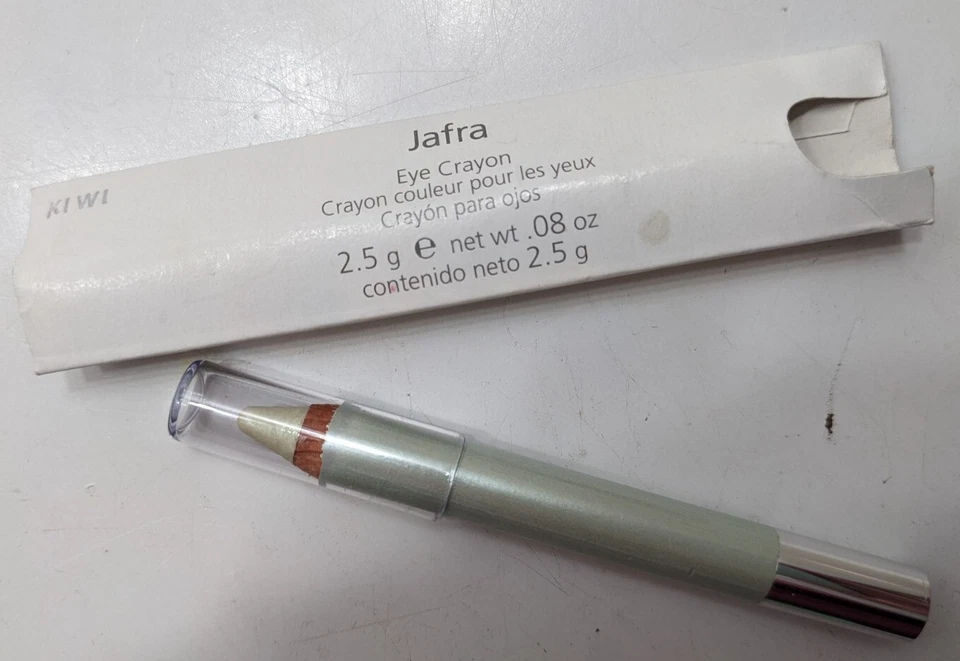 KIWI
Jafra
Eye Crayon
Crayon couleur pour les yeux
Crayón para ojos
2.5 g e net wt .08 oz
contenido neto 2.5 g